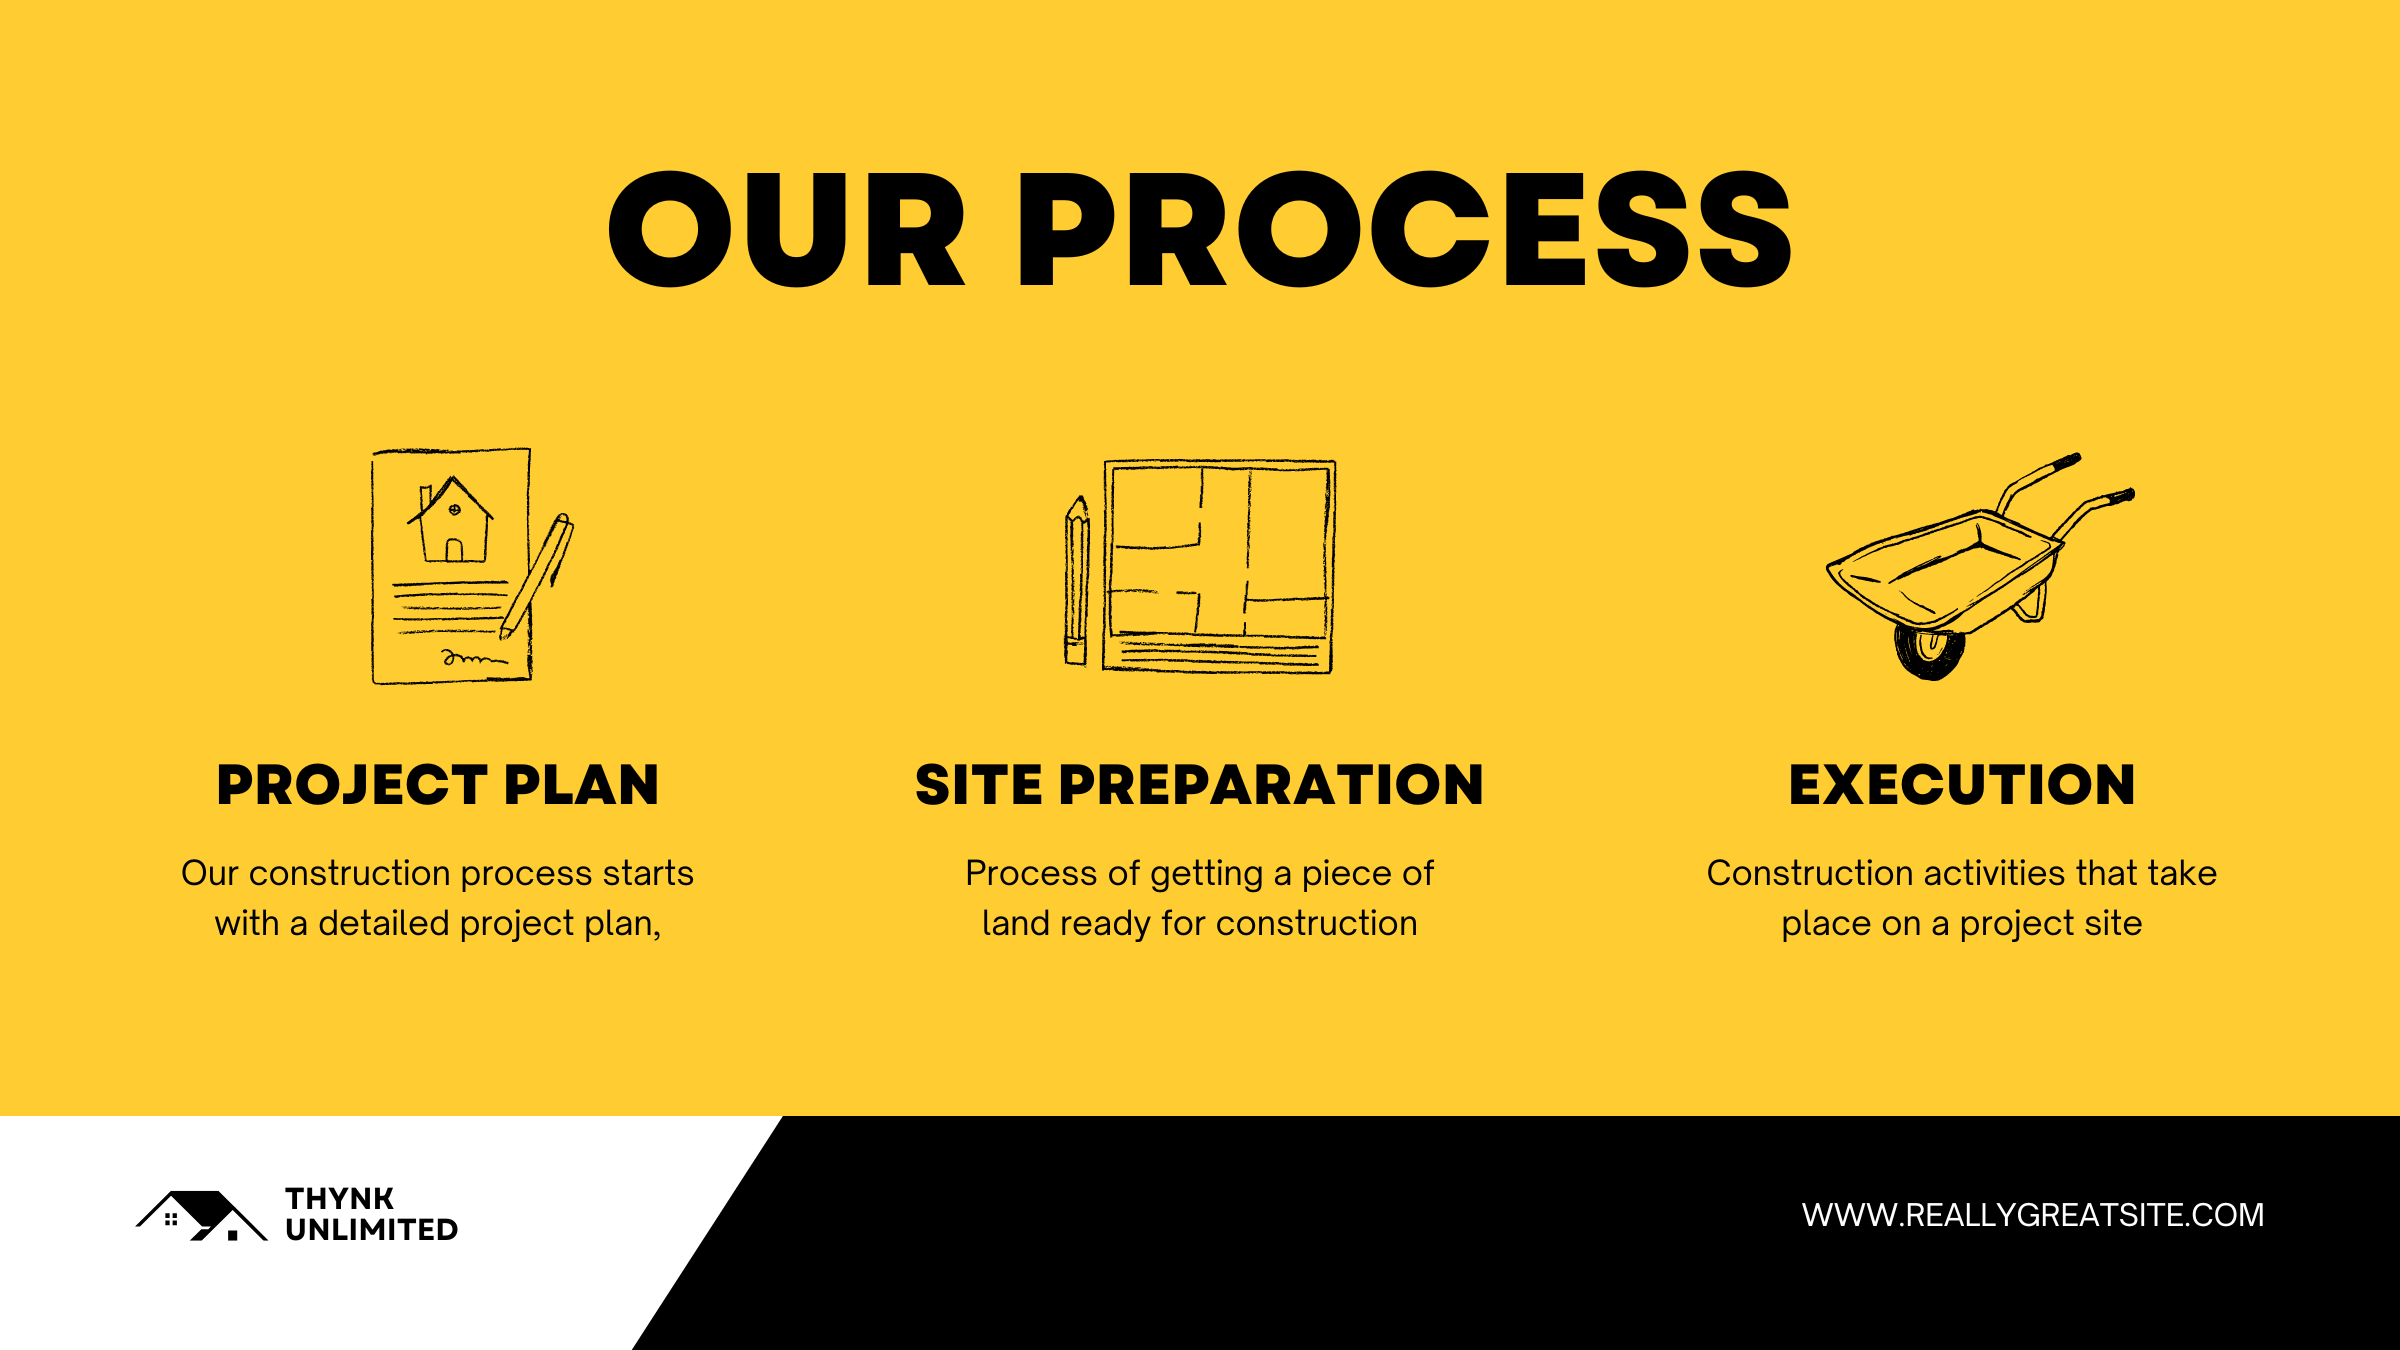 OUR PROCESS
PROJECT PLAN
Our construction process starts
with a detailed project plan,
SITE PREPARATION
Process of getting a piece of
land ready for construction
EXECUTION
Construction activities that take
place on a project site
THYNK
UNLIMITED
WWW.REALLYGREATSITE.COM